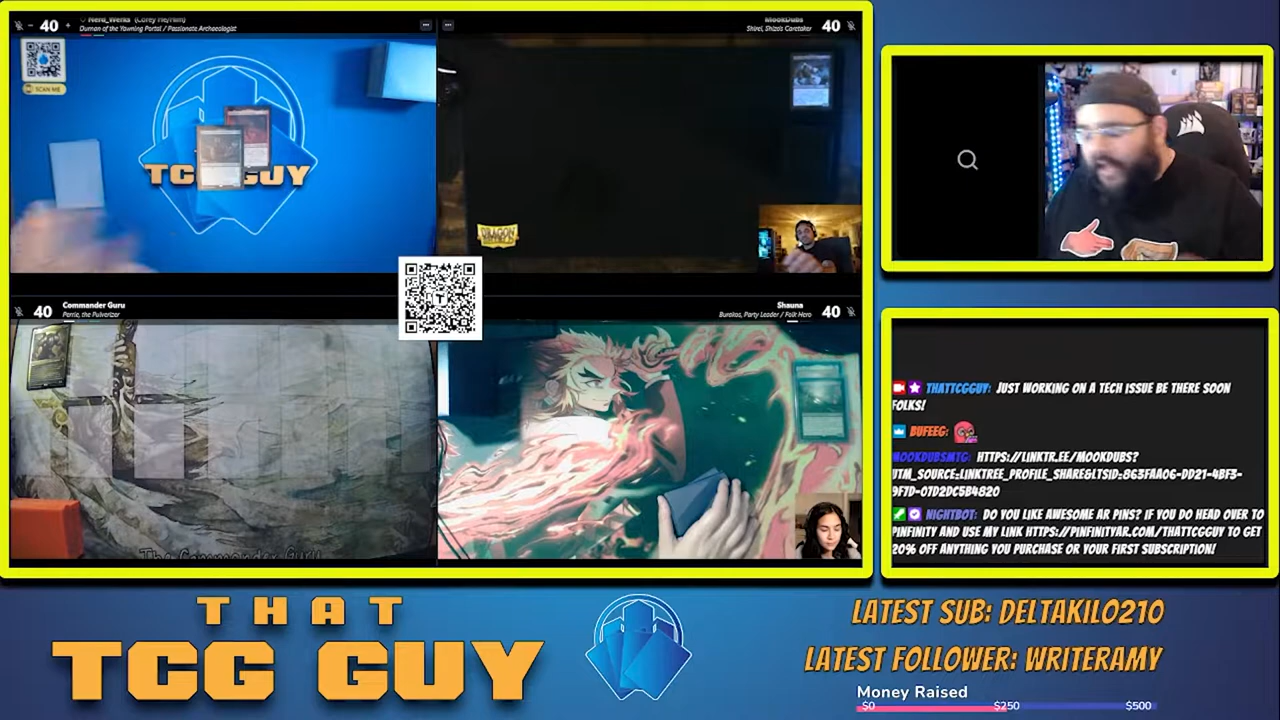 40
Nerd_Werks (Corey He/Him)
Durnan of the Yawning Portal / Passionate Archaeologist
SCAN ME
TCG GUY
MookDubs
Shirei, Shizo's Caretaker
40
DRAGON
40
Commander Guru
Perrie, the Pulverizer
The Commander Guru
Shauna
Burakos, Party Leader / Folk Hero
40
T
THATTCGGUY: JUST WORKING ON A TECH ISSUE BE THERE SOON
FOLKS!
BUFEEG:
MOOKDUBSMTG: HTTPS://LINKTR.EE/MOOKDUBS?
UTM_SOURCE=LINKTREE_PROFILE_SHARE&LTSID=863FAA06-DD21-4BF3-
9F7D-07D2DC5B4820
NIGHTBOT: DO YOU LIKE AWESOME AR PINS? IF YOU DO HEAD OVER TO
PINFINITY AND USE MY LINK HTTPS://PINFINITYAR.COM/THATTCGGUY TO GET
20% OFF ANYTHING YOU PURCHASE OR YOUR FIRST SUBSCRIPTION!
THAT
TCG GUY
LATEST SUB: DELTAKILO210
LATEST FOLLOWER: WRITERAMY
Money Raised
$0 $250 $500